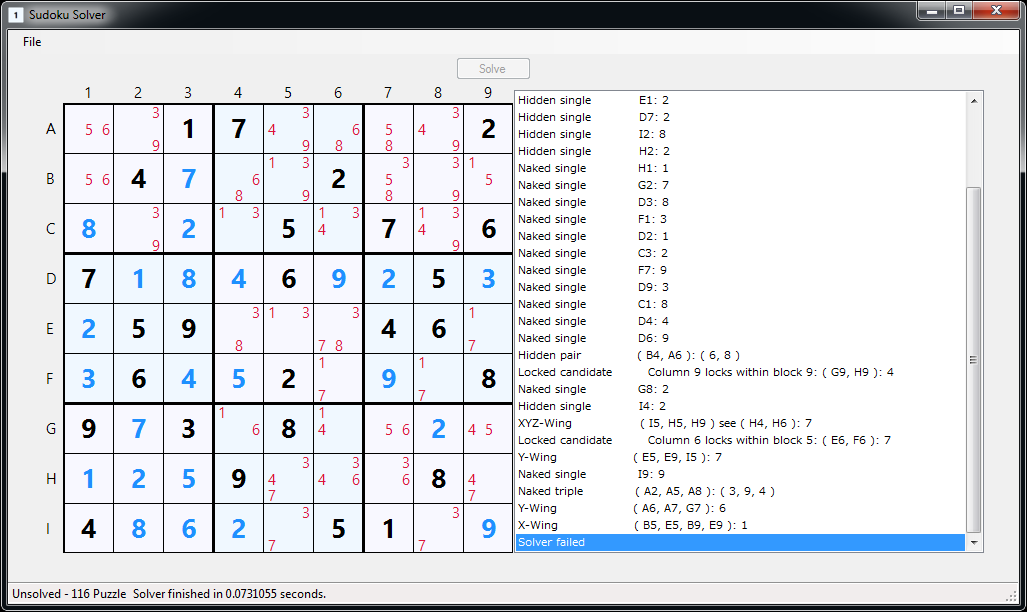 1 Sudoku Solver
File
Solve
1 2 3 4 5 6 7 8 9
A 5 6 3 9 1 7 3 4 9 6 8 5 8 3 4 9 2
B 5 6 4 7 6 8 1 3 9 2 3 5 8 3 9 1 5
C 8 3 9 2 1 3 5 1 3 4 7 1 3 4 9 6
D 7 1 8 4 6 9 2 5 3
E 2 5 9 3 8 1 3 3 7 8 4 6 1 7
F 3 6 4 5 2 1 7 9 1 7 8
G 9 7 3 1 6 8 1 4 5 6 2 4 5
H 1 2 5 9 3 4 7 3 4 6 3 6 8 4 7
I 4 8 6 2 3 7 5 1 3 7 9
Hidden single E1: 2
Hidden single D7: 2
Hidden single I2: 8
Hidden single H2: 2
Naked single H1: 1
Naked single G2: 7
Naked single D3: 8
Naked single F1: 3
Naked single D2: 1
Naked single C3: 2
Naked single F7: 9
Naked single D9: 3
Naked single C1: 8
Naked single D4: 4
Naked single D6: 9
Hidden pair ( B4, A6 ): ( 6, 8 )
Locked candidate Column 9 locks within block 9: ( G9, H9 ): 4
Naked single G8: 2
Hidden single I4: 2
XYZ-Wing ( I5, H5, H9 ) see ( H4, H6 ): 7
Locked candidate Column 6 locks within block 5: ( E6, F6 ): 7
Y-Wing ( E5, E9, I5 ): 7
Naked single I9: 9
Naked triple ( A2, A5, A8 ): ( 3, 9, 4 )
Y-Wing ( A6, A7, G7 ): 6
X-Wing ( B5, E5, B9, E9 ): 1
Solver failed
Unsolved - 116 Puzzle Solver finished in 0.0731055 seconds.